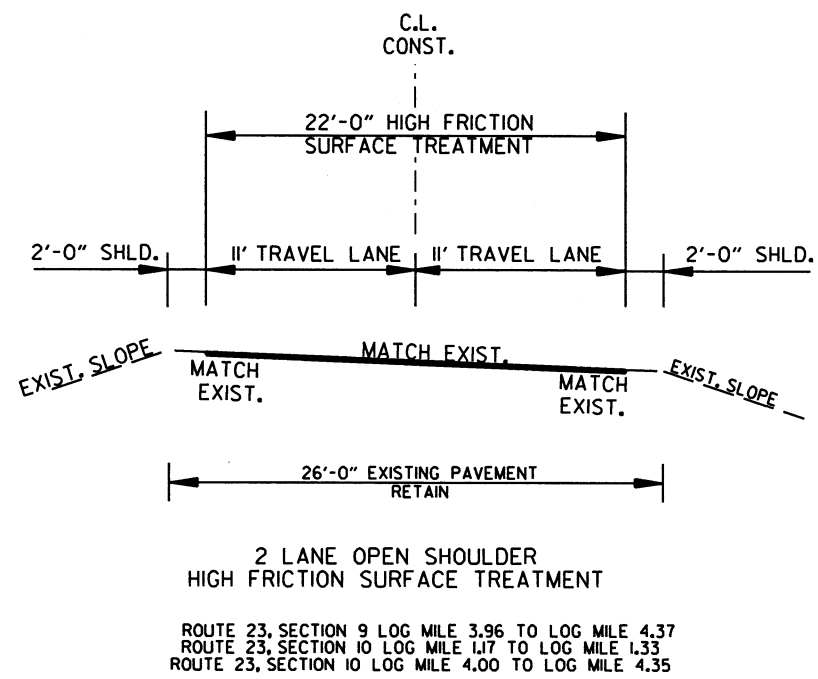 C.L.
CONST.
22'-0" HIGH FRICTION
SURFACE TREATMENT
2'-0" SHLD.
11' TRAVEL LANE
11' TRAVEL LANE
2'-0" SHLD.
EXIST. SLOPE
MATCH EXIST.
MATCH
EXIST.
MATCH
EXIST.
EXIST. SLOPE
26'-0" EXISTING PAVEMENT
RETAIN
2 LANE OPEN SHOULDER
HIGH FRICTION SURFACE TREATMENT
ROUTE 23, SECTION 9 LOG MILE 3.96 TO LOG MILE 4.37
ROUTE 23, SECTION 10 LOG MILE 1.17 TO LOG MILE 1.33
ROUTE 23, SECTION 10 LOG MILE 4.00 TO LOG MILE 4.35